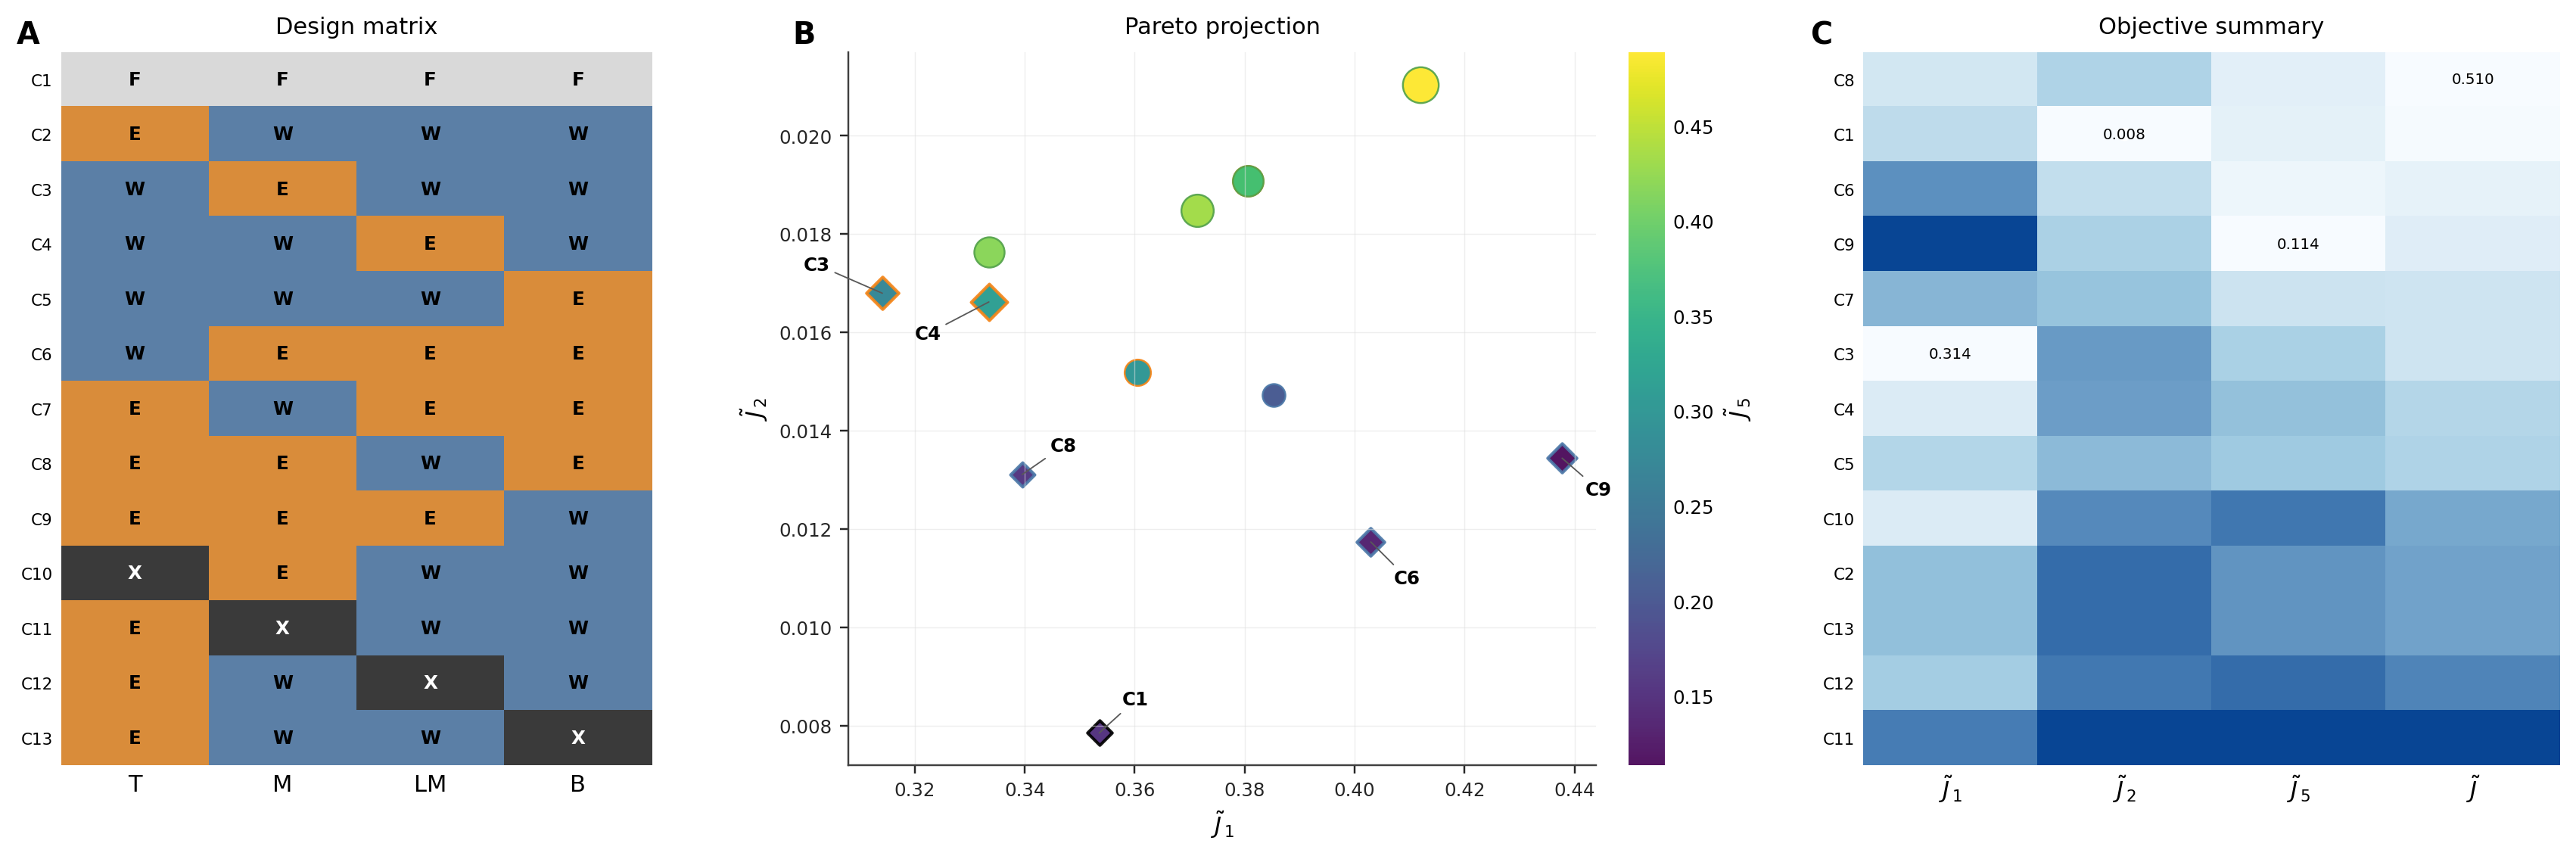 A
Design matrix
C1 F F F F
C2 E W W W
C3 W E W W
C4 W W E W
C5 W W W E
C6 W E E E
C7 E W E E
C8 E E W E
C9 E E E W
C10 X E W W
C11 E X W W
C12 E W X W
C13 E W W X
T M LM B
B
Pareto projection
0.020
0.018
0.016
0.014
0.012
0.010
0.008
J̃2
C3
C4
C8
C9
C6
C1
0.32 0.34 0.36 0.38 0.40 0.42 0.44
J̃1
0.45
0.40
0.35
0.30
0.25
0.20
0.15
J̃5
C
Objective summary
C8 0.510
C1 0.008
C6
C9 0.114
C7
C3 0.314
C4
C5
C10
C2
C13
C12
C11
J̃1 J̃2 J̃5 J̃